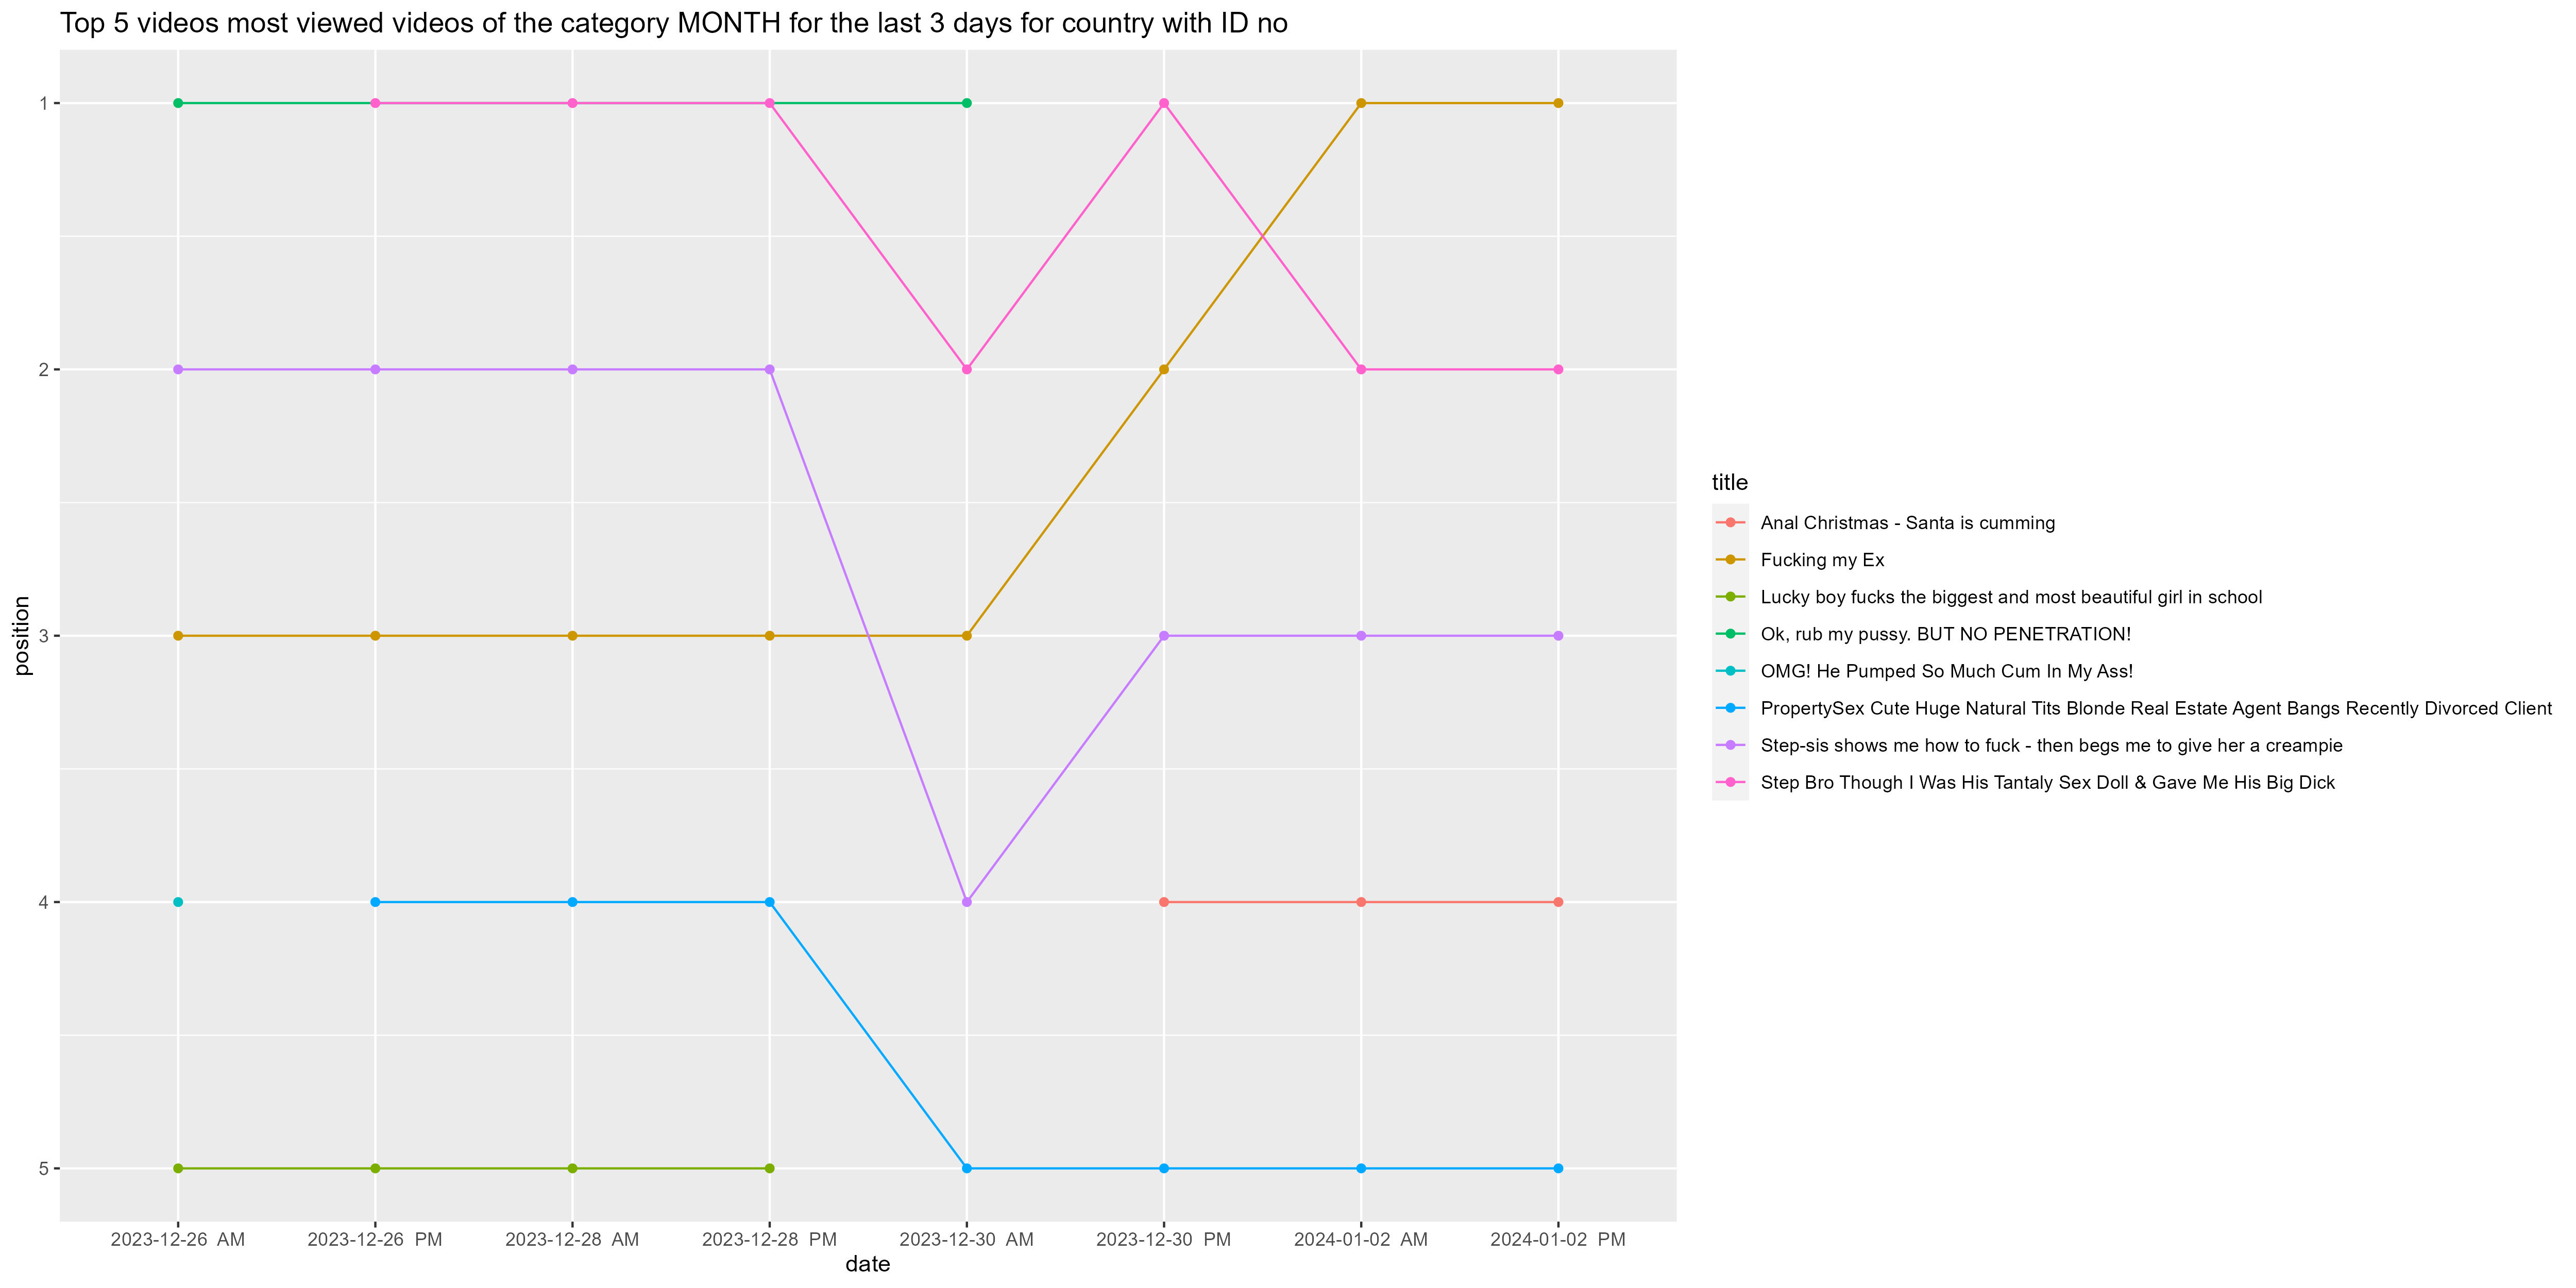 Top 5 videos most viewed videos of the category MONTH for the last 3 days for country with ID no
position
1
2
3
4
5
2023-12-26 AM
2023-12-26 PM
2023-12-28 AM
2023-12-28 PM
2023-12-30 AM
2023-12-30 PM
2024-01-02 AM
2024-01-02 PM
date
title
Anal Christmas - Santa is cumming
Fucking my Ex
Lucky boy fucks the biggest and most beautiful girl in school
Ok, rub my pussy. BUT NO PENETRATION!
OMG! He Pumped So Much Cum In My Ass!
PropertySex Cute Huge Natural Tits Blonde Real Estate Agent Bangs Recently Divorced Client
Step-sis shows me how to fuck - then begs me to give her a creampie
Step Bro Though I Was His Tantaly Sex Doll & Gave Me His Big Dick